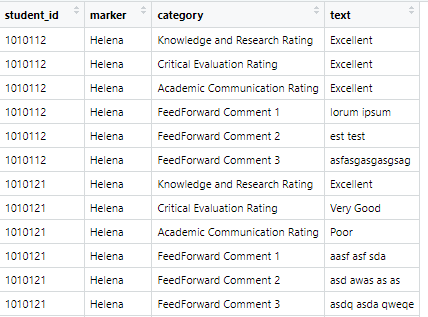 student_id marker category text
1010112 Helena Knowledge and Research Rating Excellent
1010112 Helena Critical Evaluation Rating Excellent
1010112 Helena Academic Communication Rating Excellent
1010112 Helena FeedForward Comment 1 lorum ipsum
1010112 Helena FeedForward Comment 2 est test
1010112 Helena FeedForward Comment 3 asfasgasgasgsag
1010121 Helena Knowledge and Research Rating Excellent
1010121 Helena Critical Evaluation Rating Very Good
1010121 Helena Academic Communication Rating Poor
1010121 Helena FeedForward Comment 1 aasf asf sda
1010121 Helena FeedForward Comment 2 asd awas as as
1010121 Helena FeedForward Comment 3 asdq asda qweqe